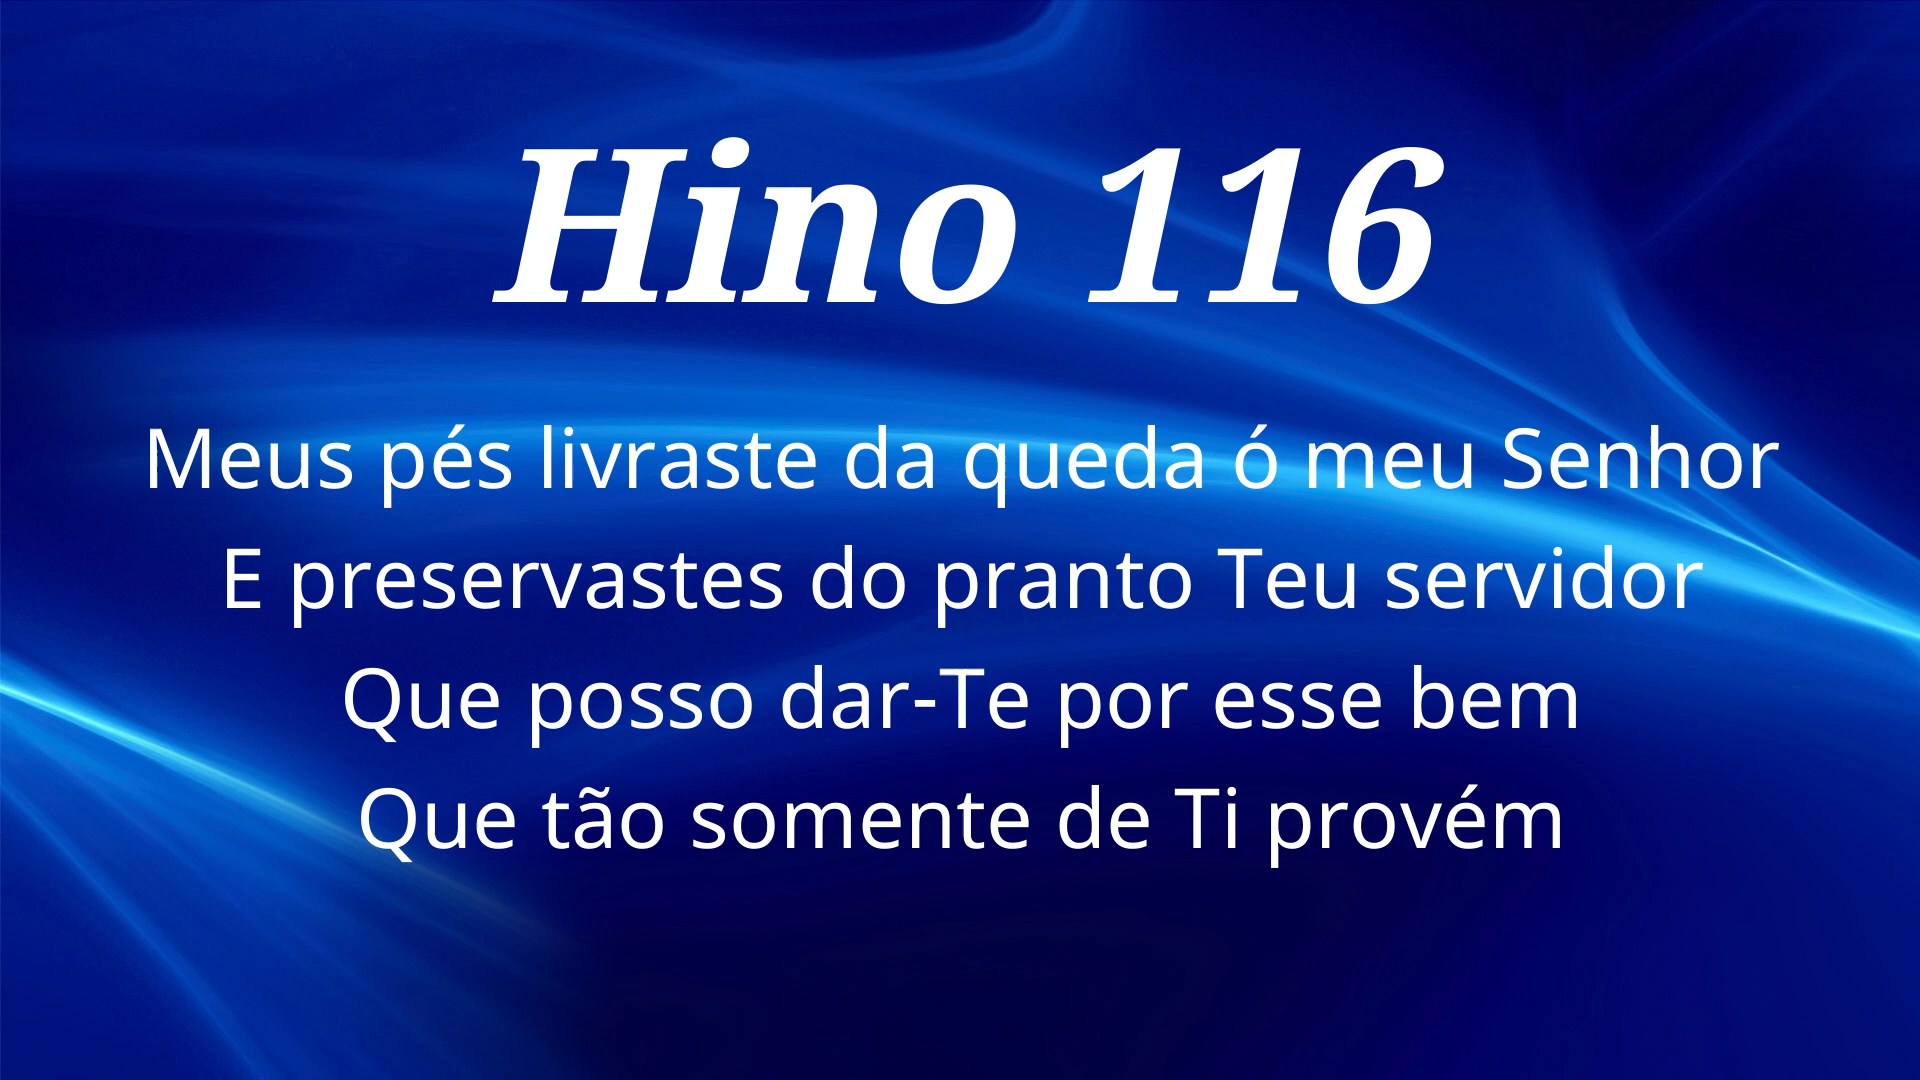 Hino 116
Meus pés livraste da queda ó meu Senhor
E preservastes do pranto Teu servidor
Que posso dar-Te por esse bem
Que tão somente de Ti provém